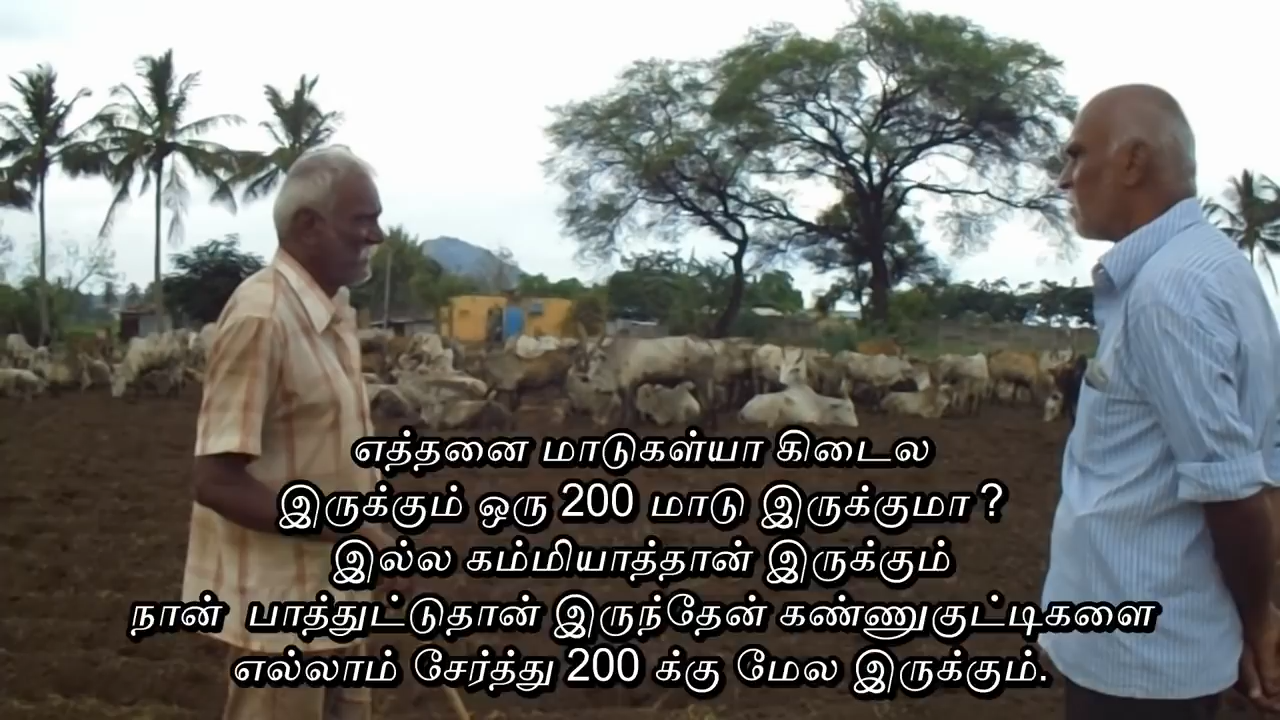 எத்தனை மாடுகள்யா கிடைல
இருக்கும் ஒரு 200 மாடு இருக்குமா ?
இல்ல கம்மியாத்தான் இருக்கும்
நான் பாத்துட்டுதான் இருந்தேன் கண்ணுகுட்டிகளை
எல்லாம் சேர்த்து 200 க்கு மேல இருக்கும்.